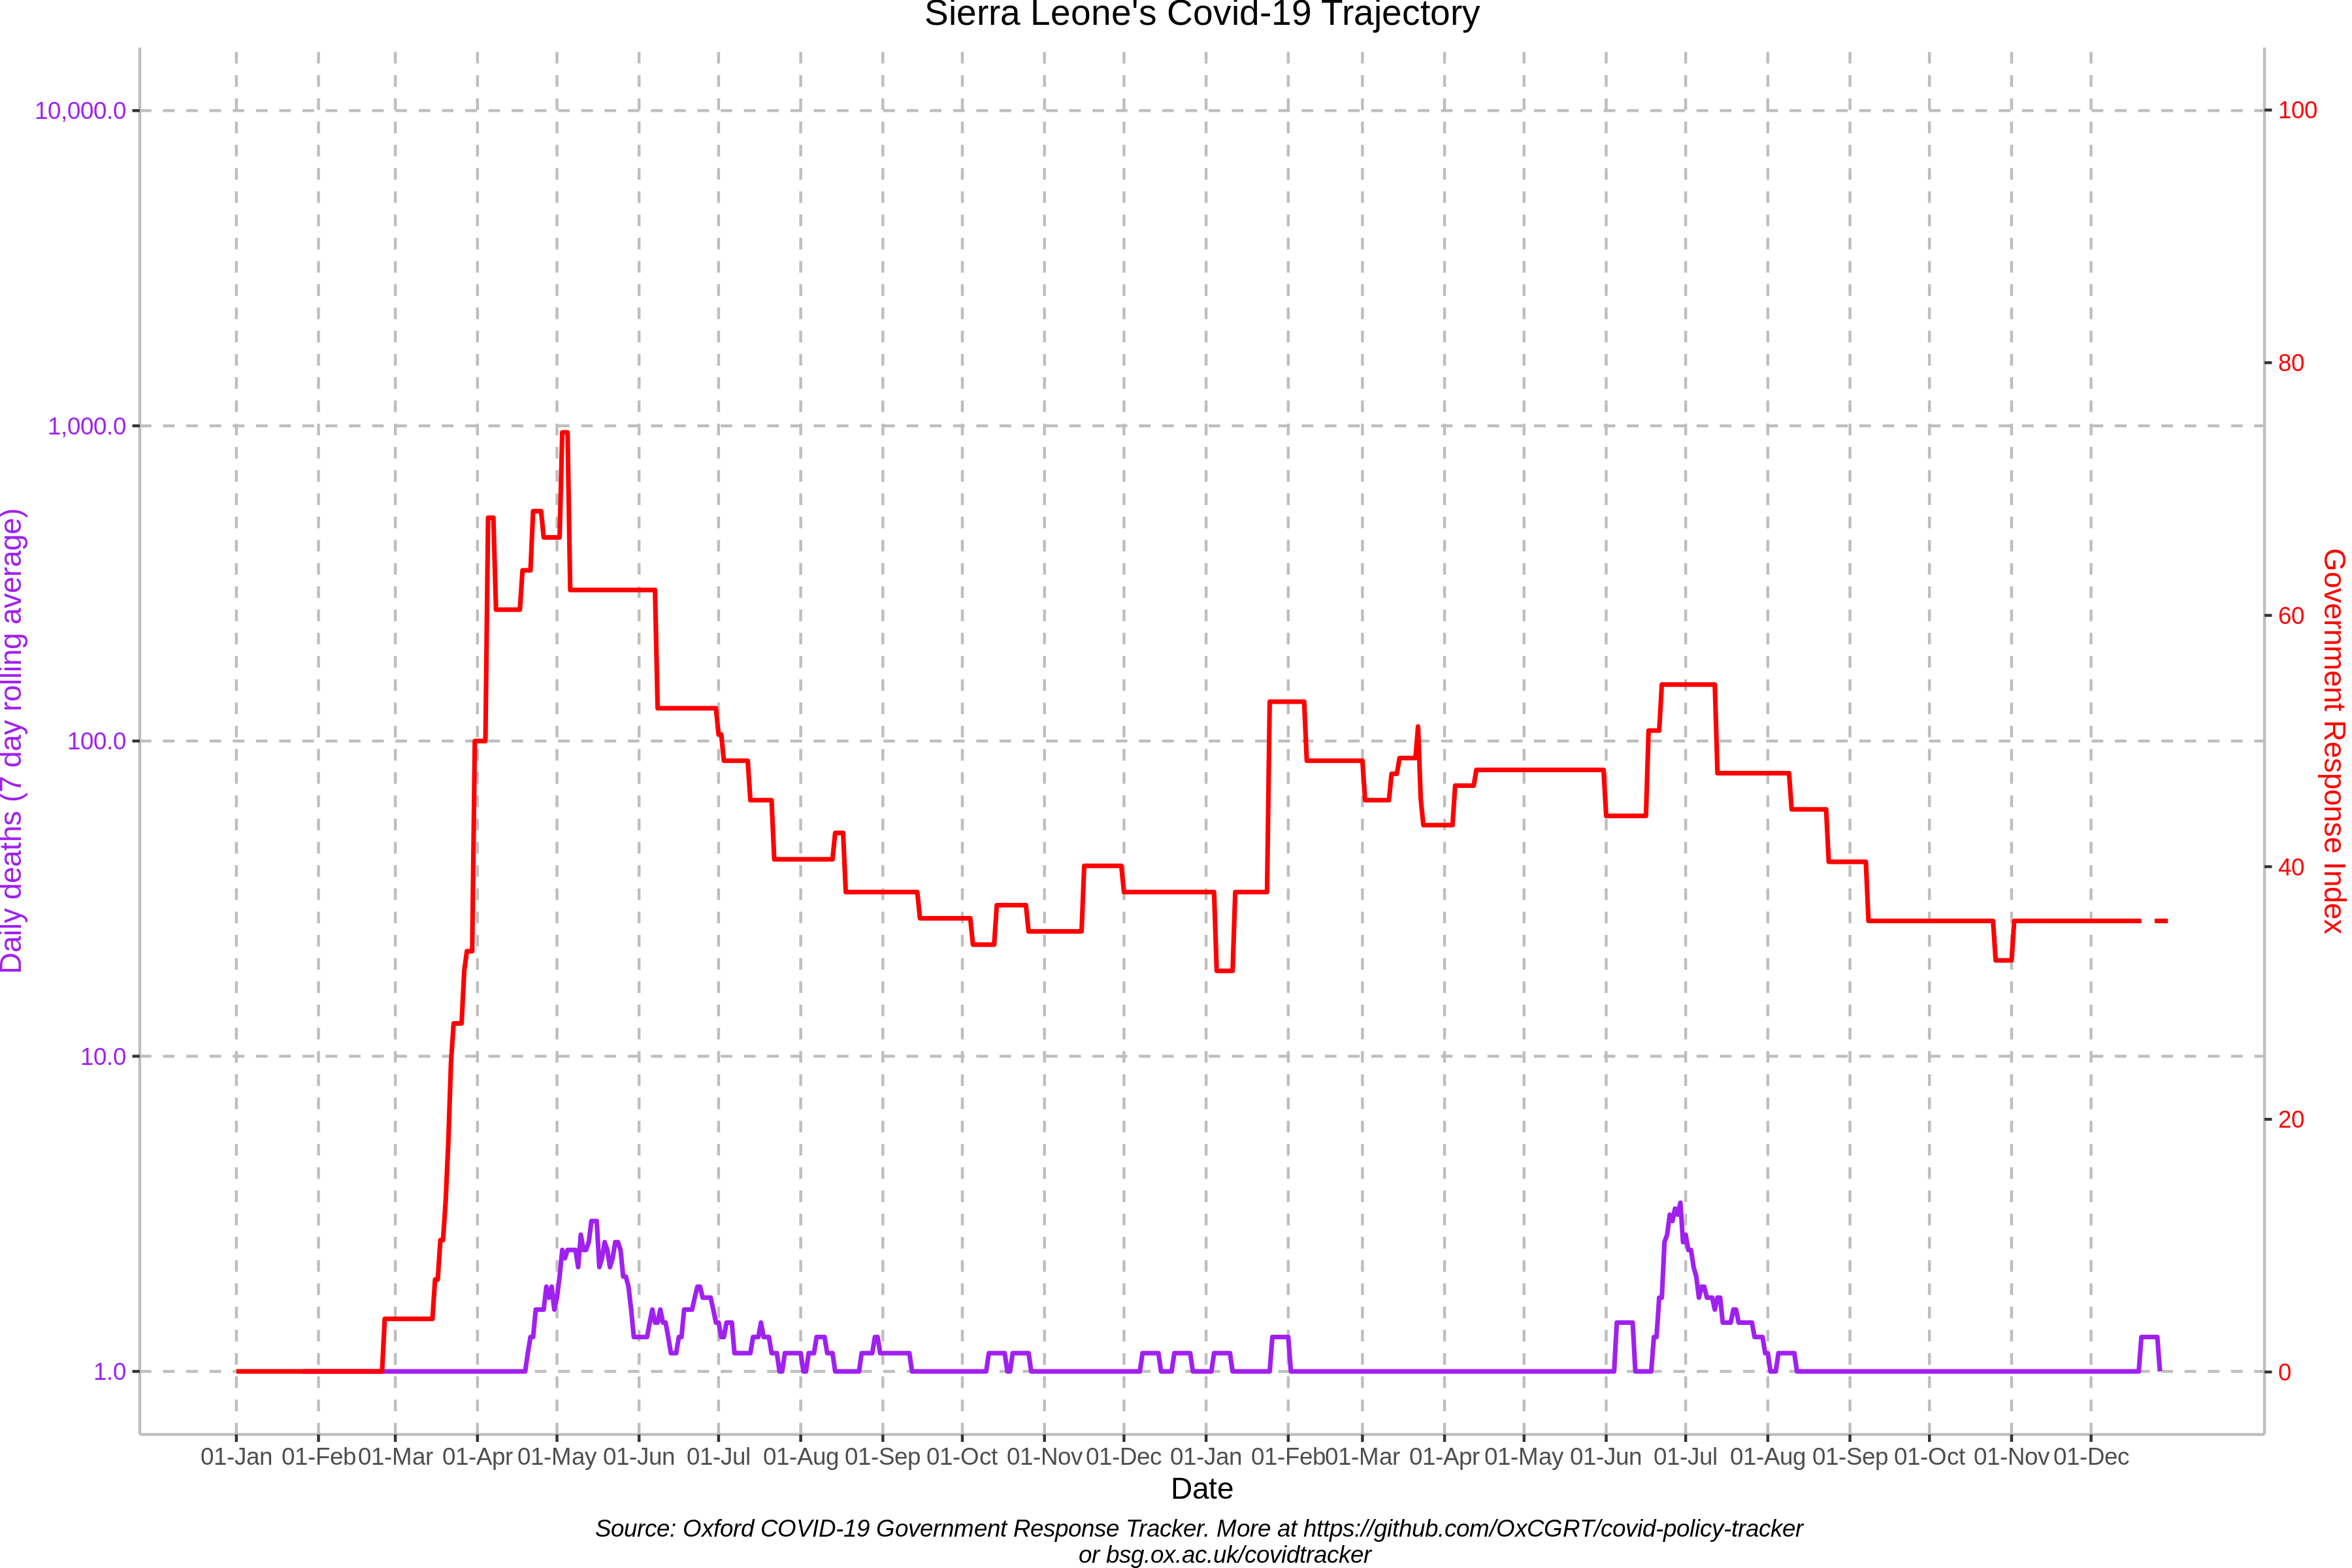 Sierra Leone's Covid-19 Trajectory
10,000.0
1,000.0
100.0
10.0
1.0
Daily deaths (7 day rolling average)
100
80
60
40
20
0
Government Response Index
01-Jan 01-Feb 01-Mar 01-Apr 01-May 01-Jun 01-Jul 01-Aug 01-Sep 01-Oct 01-Nov 01-Dec 01-Jan 01-Feb 01-Mar 01-Apr 01-May 01-Jun 01-Jul 01-Aug 01-Sep 01-Oct 01-Nov 01-Dec
Date
Source: Oxford COVID-19 Government Response Tracker. More at https://github.com/OxCGRT/covid-policy-tracker
or bsg.ox.ac.uk/covidtracker